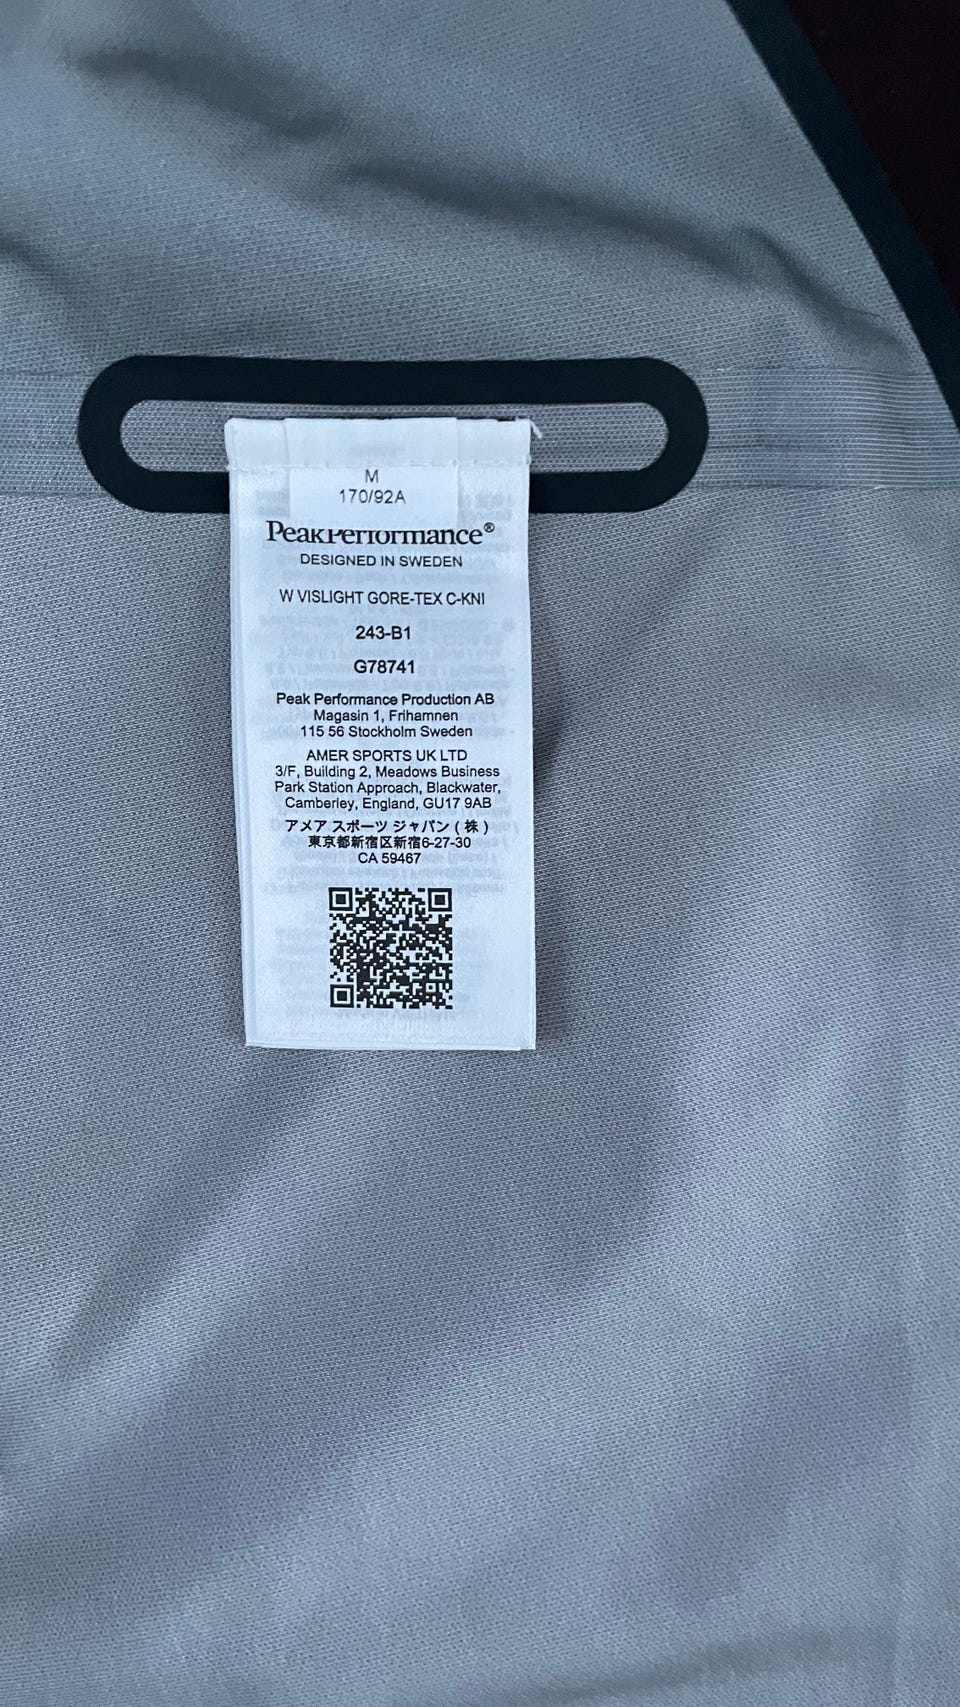 M
170/92A
PeakPerformance®
DESIGNED IN SWEDEN
W VISLIGHT GORE-TEX C-KNI
243-B1
G78741
Peak Performance Production AB
Magasin 1, Frihamnen
115 56 Stockholm Sweden
AMER SPORTS UK LTD
3/F, Building 2, Meadows Business
Park Station Approach, Blackwater,
Camberley, England, GU17 9AB
アメア スポーツ ジャパン ( 株 )
東京都新宿区新宿6-27-30
CA 59467